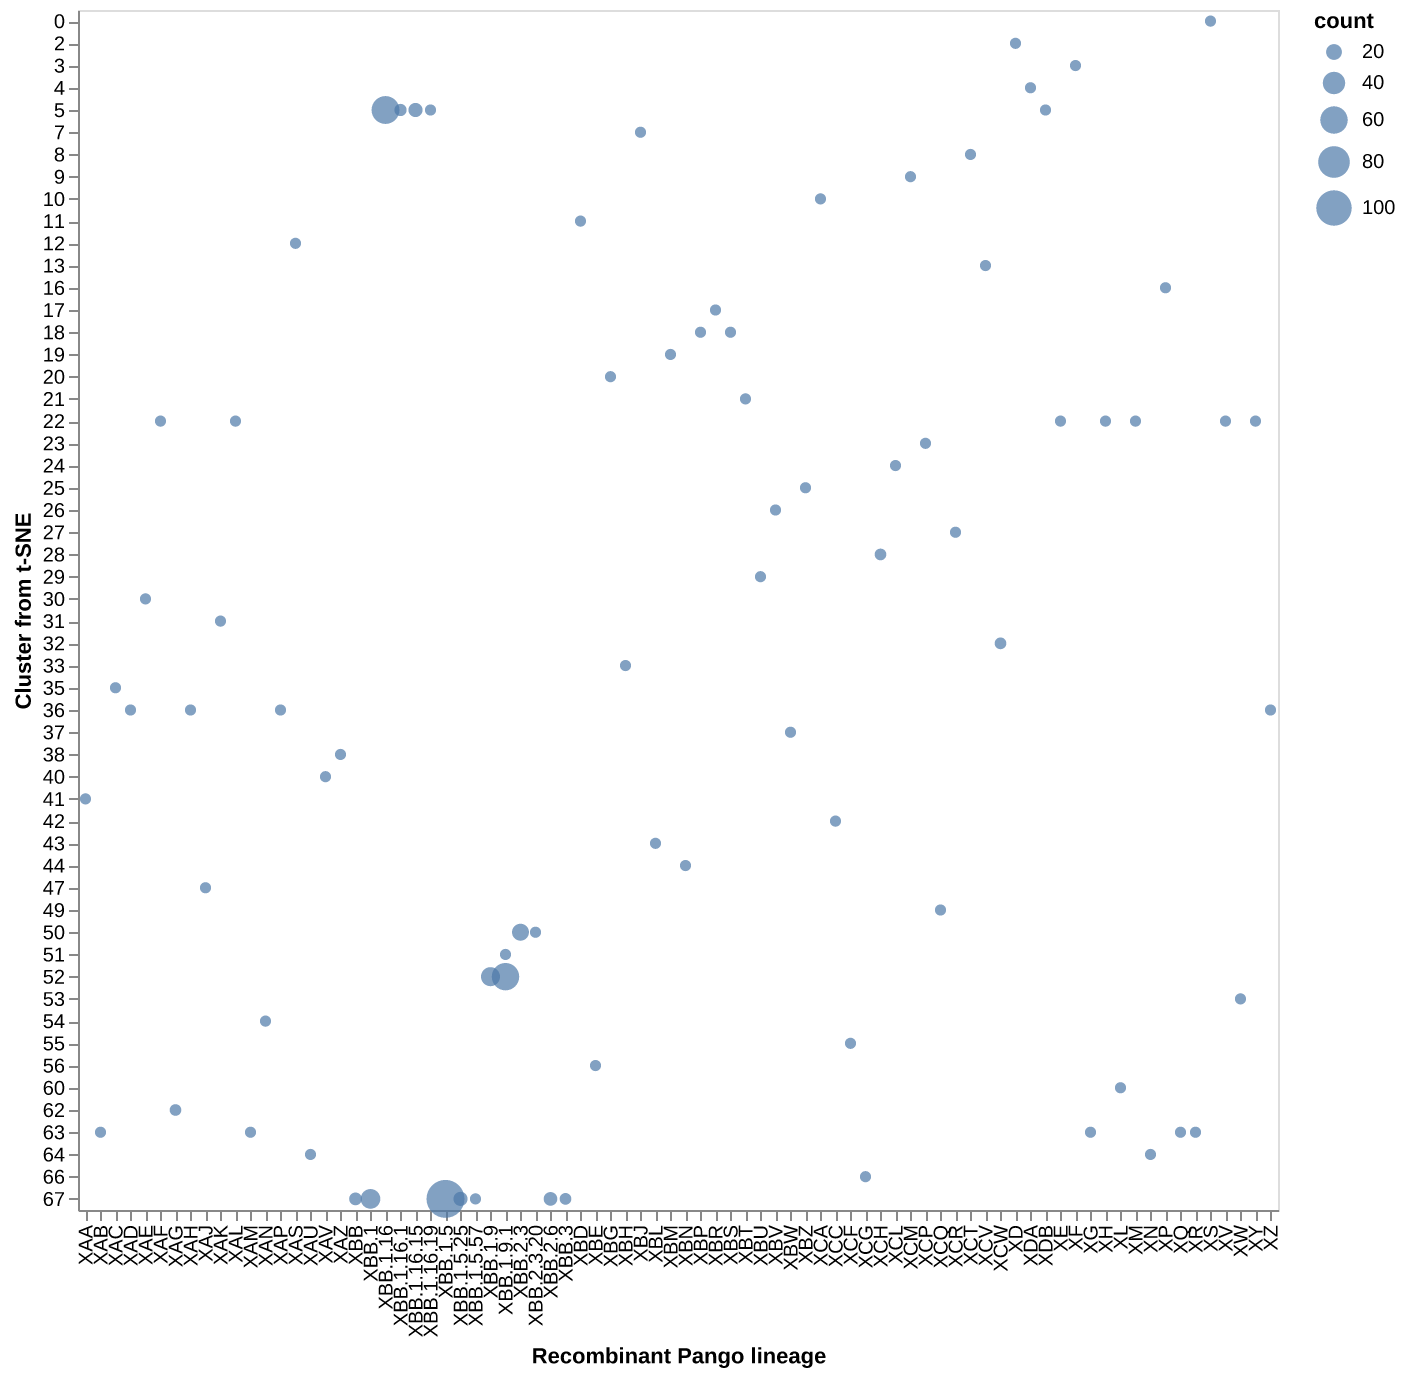 count
20
40
60
80
100
Cluster from t-SNE
0
2
3
4
5
7
8
9
10
11
12
13
16
17
18
19
20
21
22
23
24
25
26
27
28
29
30
31
32
33
35
36
37
38
40
41
42
43
44
47
49
50
51
52
53
54
55
56
60
62
63
64
66
67
XAA
XAB
XAC
XAD
XAE
XAF
XAG
XAH
XAJ
XAK
XAL
XAM
XAN
XAP
XAS
XAU
XAV
XAZ
XBB
XBB.1
XBB.1.16
XBB.1.16.1
XBB.1.16.15
XBB.1.16.19
XBB.1.5
XBB.1.5.25
XBB.1.5.57
XBB.1.9
XBB.1.9.1
XBB.2.3
XBB.2.3.20
XBB.2.6
XBB.3
XBD
XBE
XBG
XBH
XBJ
XBL
XBM
XBN
XBP
XBR
XBS
XBT
XBU
XBV
XBW
XBZ
XCA
XCC
XCF
XCG
XCH
XCL
XCM
XCP
XCQ
XCR
XCT
XCV
XCW
XD
XDA
XDB
XE
XF
XG
XH
XL
XM
XN
XP
XQ
XR
XS
XV
XW
XY
XZ
Recombinant Pango lineage